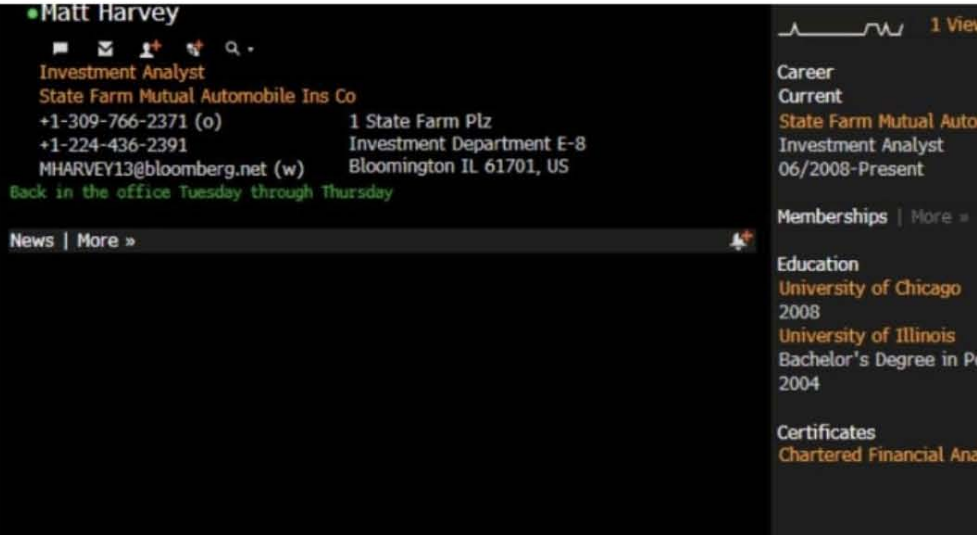 Matt Harvey
Investment Analyst
State Farm Mutual Automobile Ins Co
+1-309-766-2371 (o)
1 State Farm Plz
+1-224-436-2391
Investment Department E-8
MHARVEY13@bloomberg.net (w)
Bloomington IL 61701, US
Back in the office Tuesday through Thursday
News | More »
1 View
Career
Current
State Farm Mutual Auto
Investment Analyst
06/2008-Present
Memberships | More »
Education
University of Chicago
2008
University of Illinois
Bachelor's Degree in
2004
Certificates
Chartered Financial